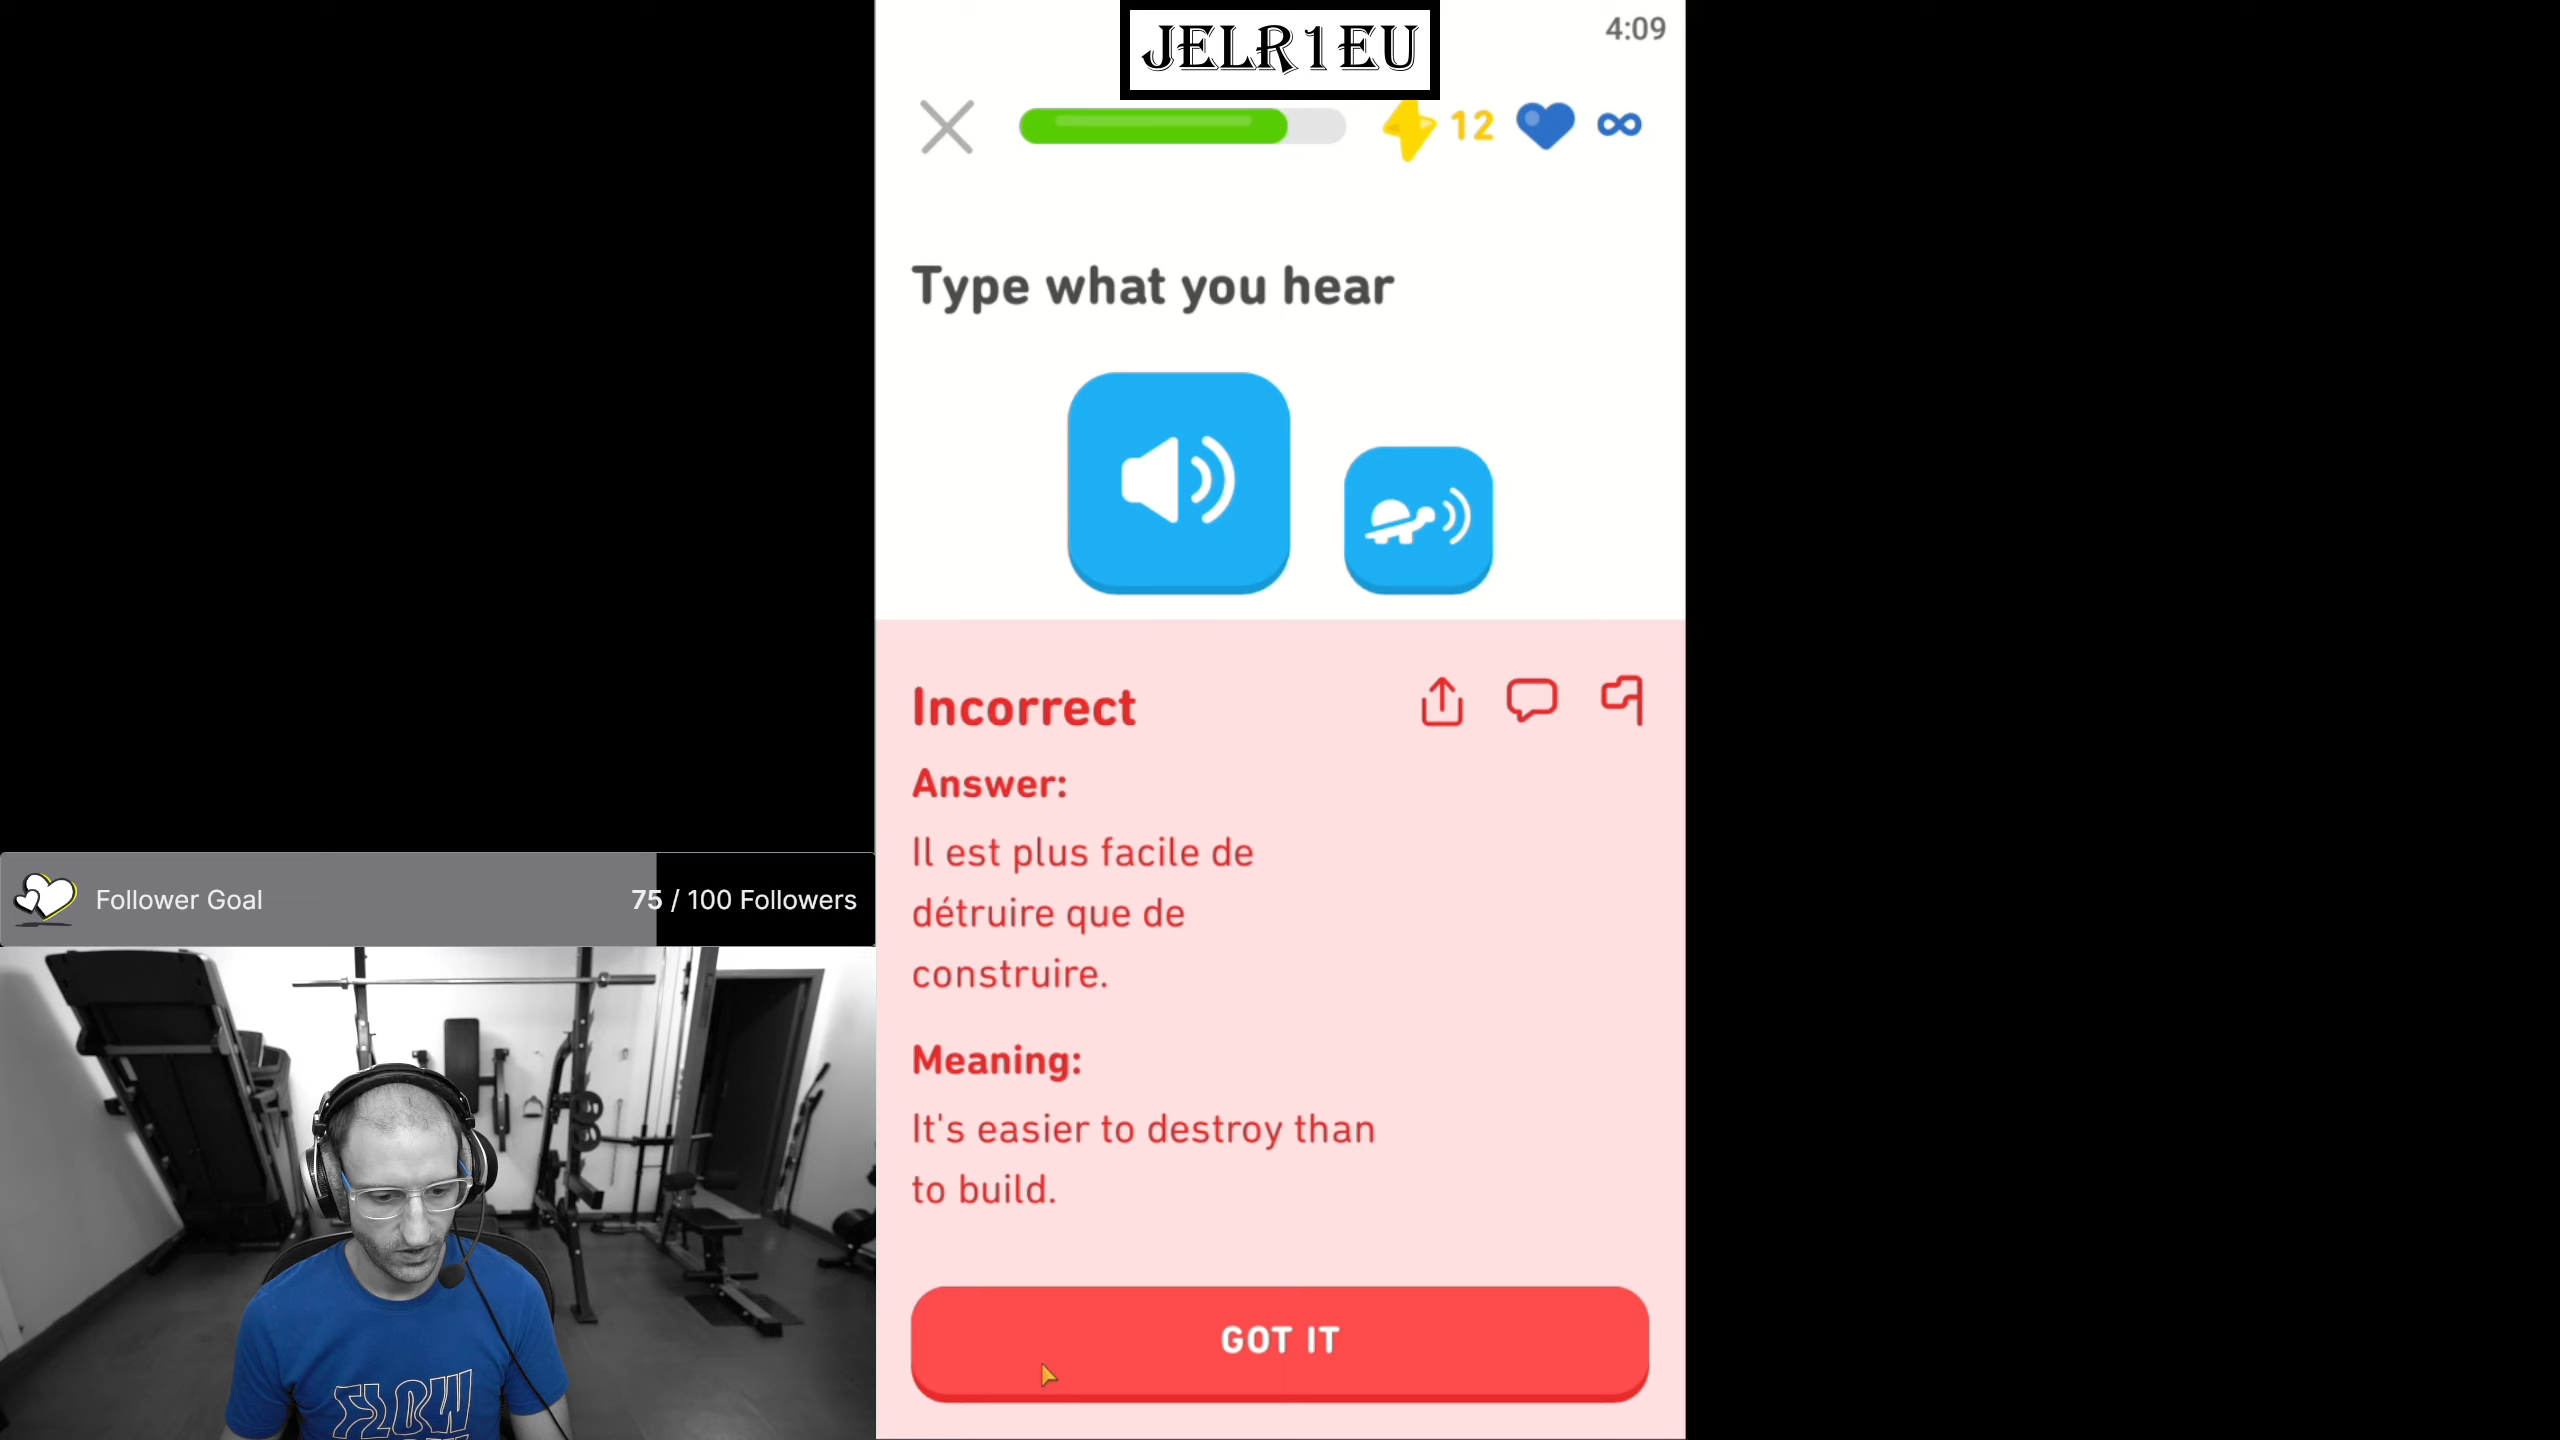 JELR1EU
4:09
12
Type what you hear
Incorrect
Answer:
Il est plus facile de
détruire que de
construire.
Meaning:
It's easier to destroy than
to build.
GOT IT
Follower Goal
75 / 100 Followers
FLOW